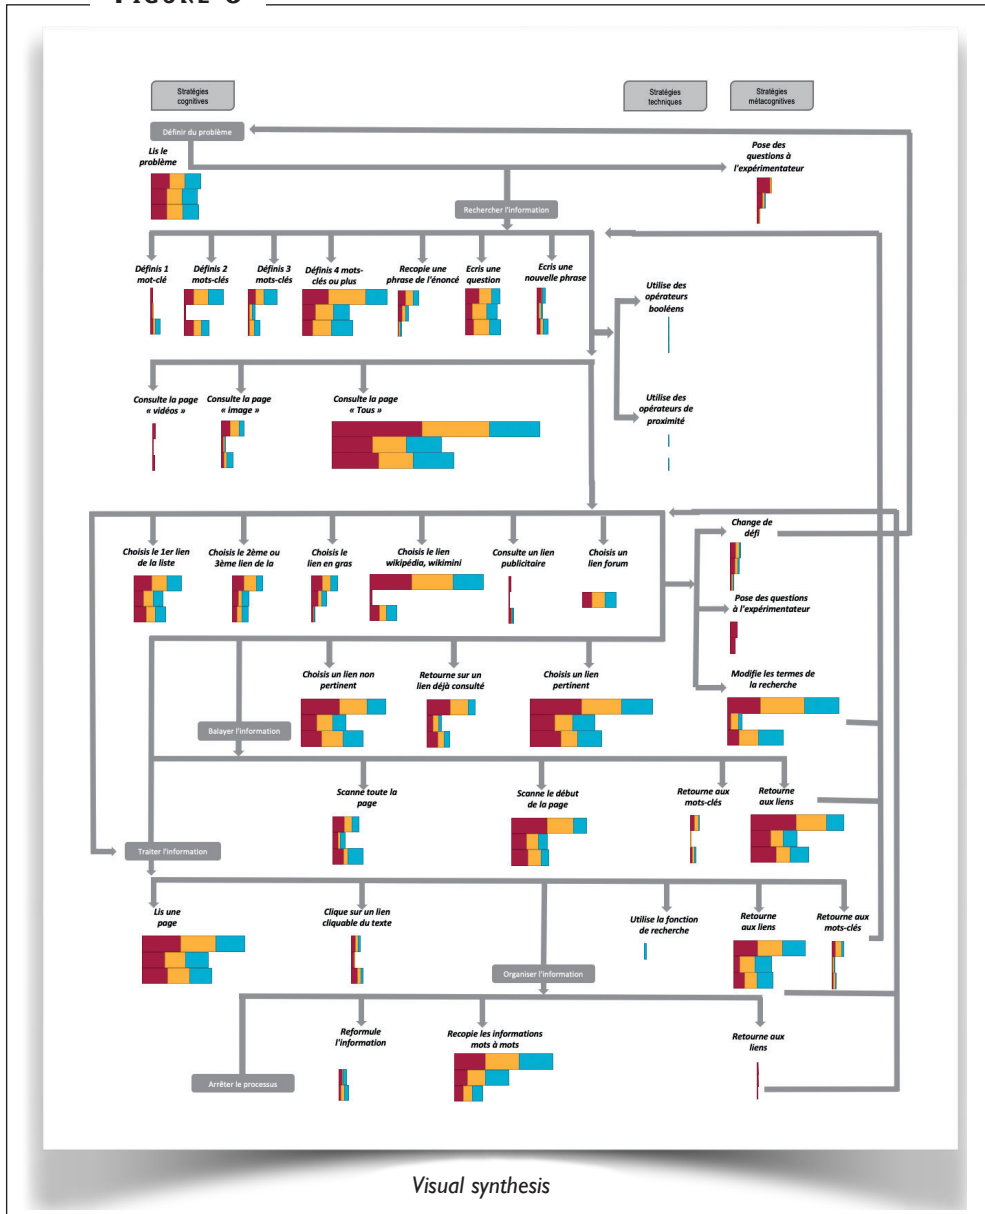 FIGURE
Stratégies
cognitives
Stratégies
techniques
Stratégies
métacognitives
Définir du problème
Lis le
problème
Pose des
questions à
l'expérimentateur
Rechercher l'information
Définis 1
mot-clé
Définis 2
mots-clés
Définis 3
mots-clés
Définis 4 mots-
clés ou plus
Recopie une
phrase de l'énoncé
Ecris une
question
Ecris une
nouvelle phrase
Utilise des
opérateurs
booléens
Consulte la page
« vidéos »
Consulte la page
« image »
Consulte la page
« Tous »
Utilise des
opérateurs de
proximité
Choisis le 1er lien
de la liste
Choisis le 2ème ou
3ème lien de la
Choisis le
lien en gras
Choisis le lien
wikipédia, wikimini
Consulte un lien
publicitaire
Choisis un
lien forum
Change de
défi
Pose des questions
à l'expérimentateur
Choisis un lien non
pertinent
Retourne sur un
lien déjà consulté
Choisis un lien
pertinent
Modifie les termes de
la recherche
Balayer l'information
Scanne toute la
page
Scanne le début
de la page
Retourne aux
mots-clés
Retourne
aux liens
Traiter l'information
Lis une
page
Clique sur un lien
cliquable du texte
Utilise la fonction
de recherche
Retourne
aux liens
Retourne aux
mots-clés
Organiser l'information
Reformule
l'information
Recopie les informations
mots à mots
Retourne aux
liens
Arrêter le processus
Visual synthesis